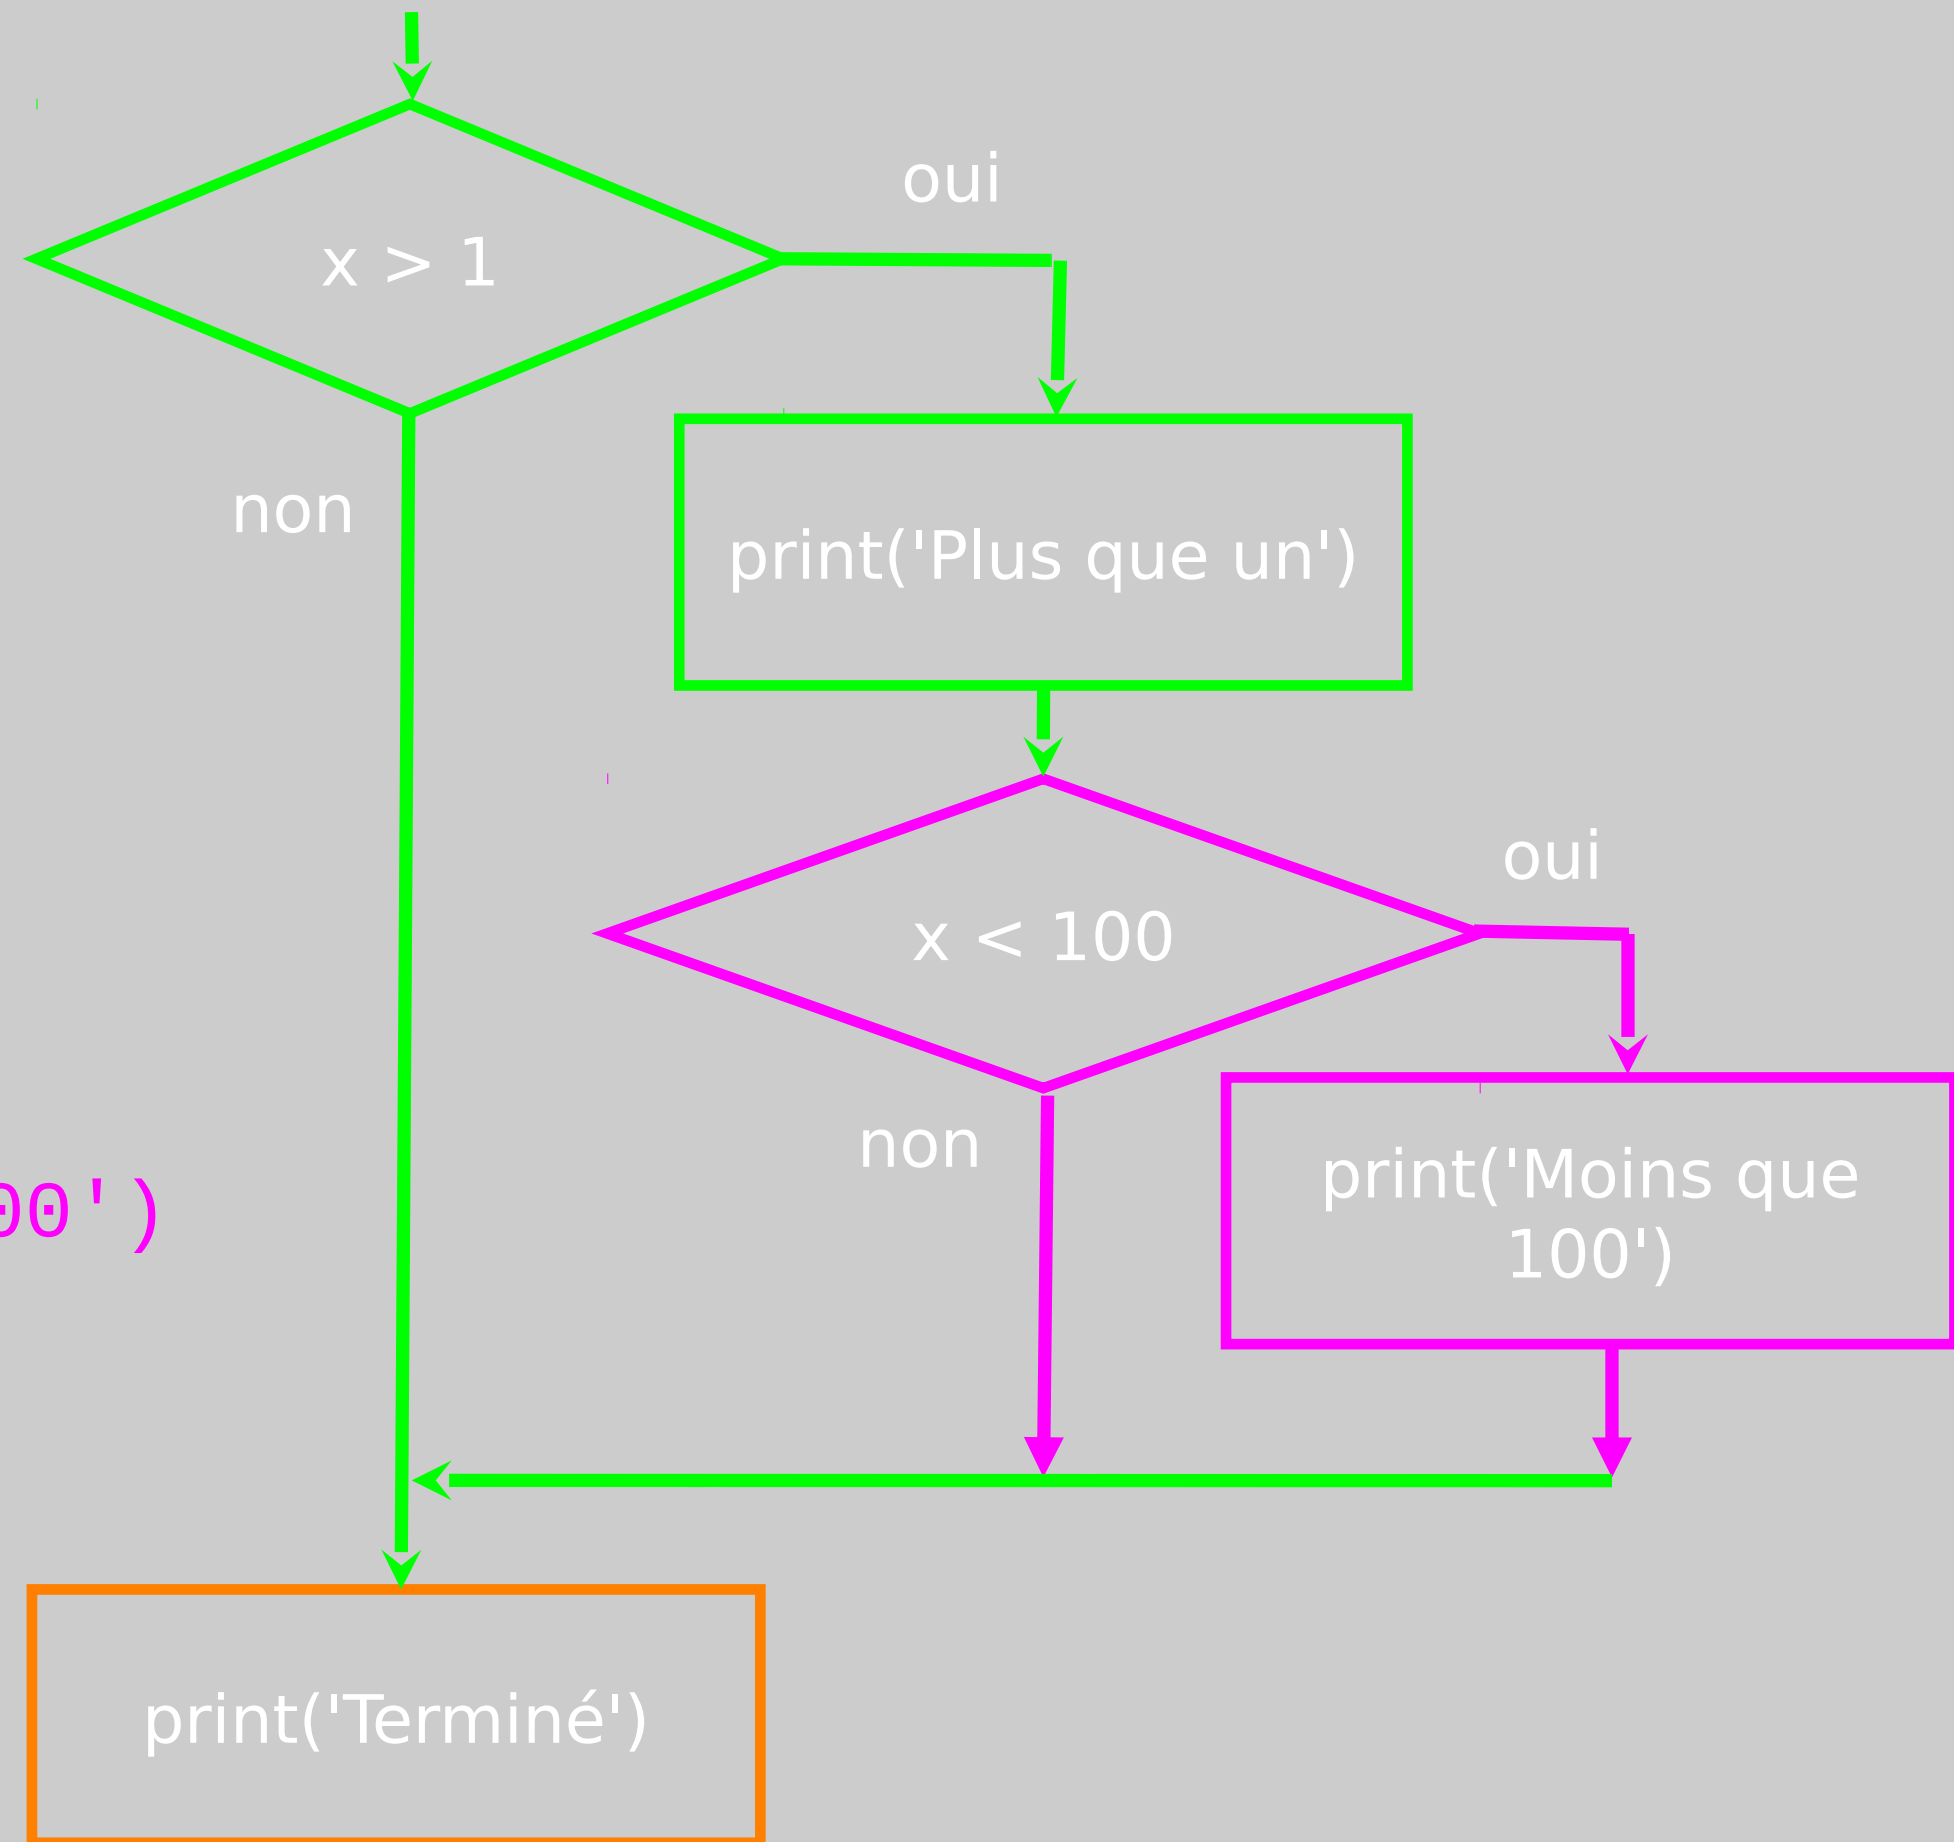 oui
x > 1
non
print('Plus que un')
oui
x < 100
non
print('Moins que
100')
00')
print('Terminé')